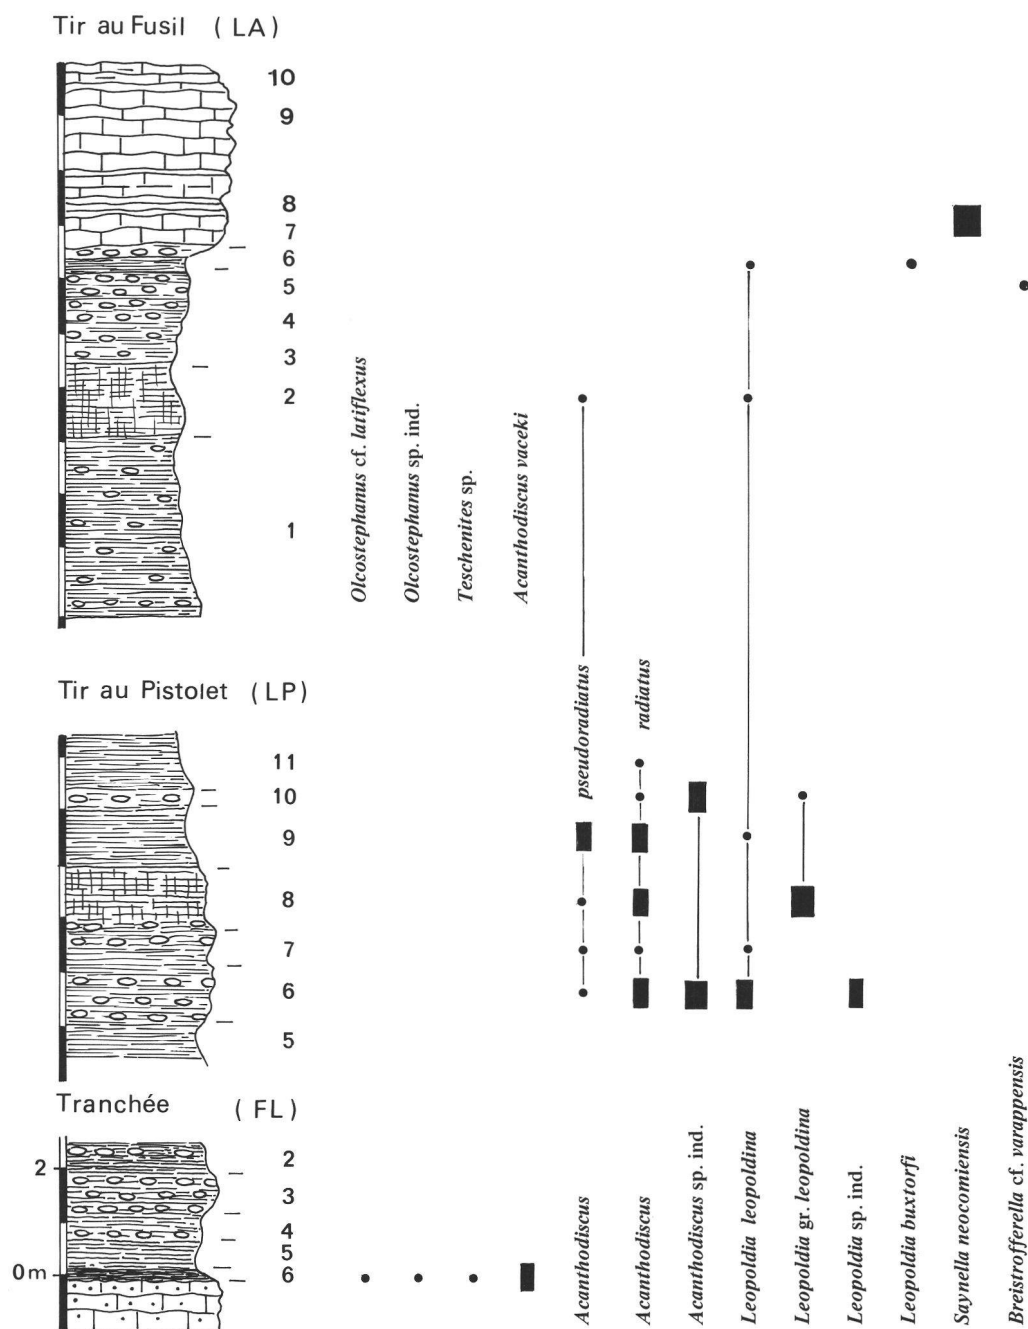 Tir au Fusil (LA)
10
9
8
7
6
5
4
3
2
1
Olcostephanus cf. latiflexus
Olcostephanus sp. ind.
Teschenites sp.
Acanthodiscus vaceki
Tir au Pistolet (LP)
11
10
9
8
7
6
5
Tranchée (FL)
2
3
4
5
6
2
0m
Acanthodiscus pseudoradiatus
Acanthodiscus radiatus
Acanthodiscus sp. ind.
Leopoldia leopoldina
Leopoldia gr. leopoldina
Leopoldia sp. ind.
Leopoldia buxtorfi
Saynella neocomiensis
Breistrofferella cf. varappensis